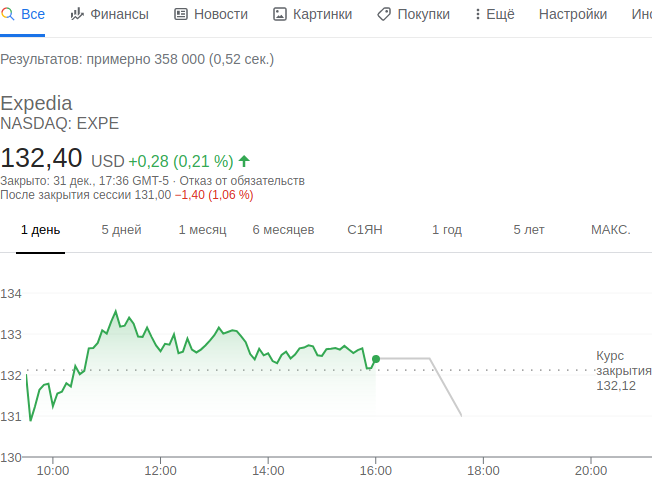 Все Финансы Новости Картинки Покупки Ещё Настройки Инс
Результатов: примерно 358 000 (0,52 сек.)
Expedia
NASDAQ: EXPE
132,40 USD +0,28 (0,21 %)
Закрыто: 31 дек., 17:36 GMT-5 · Отказ от обязательств
После закрытия сессии 131,00 −1,40 (1,06 %)
1 день 5 дней 1 месяц 6 месяцев С1ЯН 1 год 5 лет МАКС.
134
133
132
131
130
Курс
закрытия
132,12
10:00 12:00 14:00 16:00 18:00 20:00